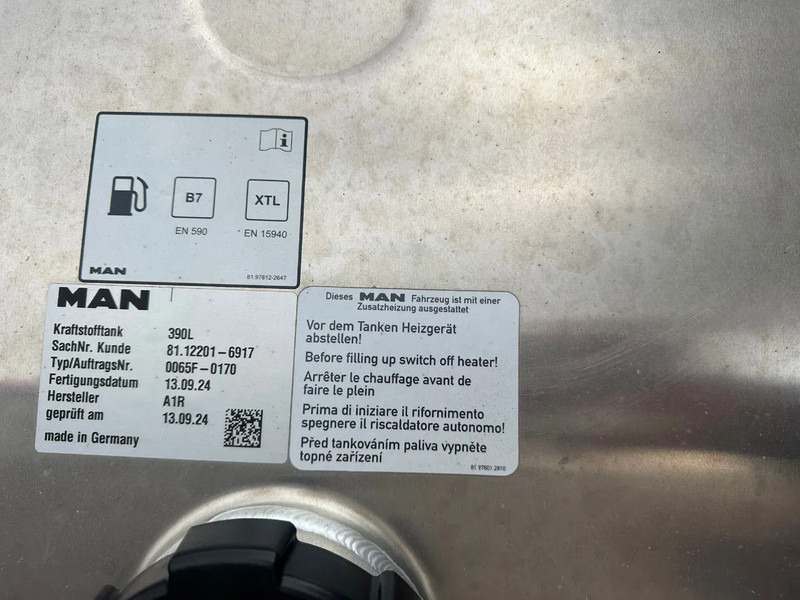 i
B7
XTL
EN 590
EN 15940
MAN
81.97812-2647
MAN
Kraftstofftank 390L
SachNr. Kunde 81.12201-6917
Typ/AuftragsNr. 0065F-0170
Fertigungsdatum 13.09.24
Hersteller A1R
geprüft am 13.09.24
made in Germany
Dieses MAN Fahrzeug ist mit einer
Zusatzheizung ausgestattet
Vor dem Tanken Heizgerät
abstellen!
Before filling up switch off heater!
Arrêter le chauffage avant de
faire le plein
Prima di iniziare il rifornimento
spegnere il riscaldatore autonomo!
Před tankováním paliva vypněte
topné zařízení